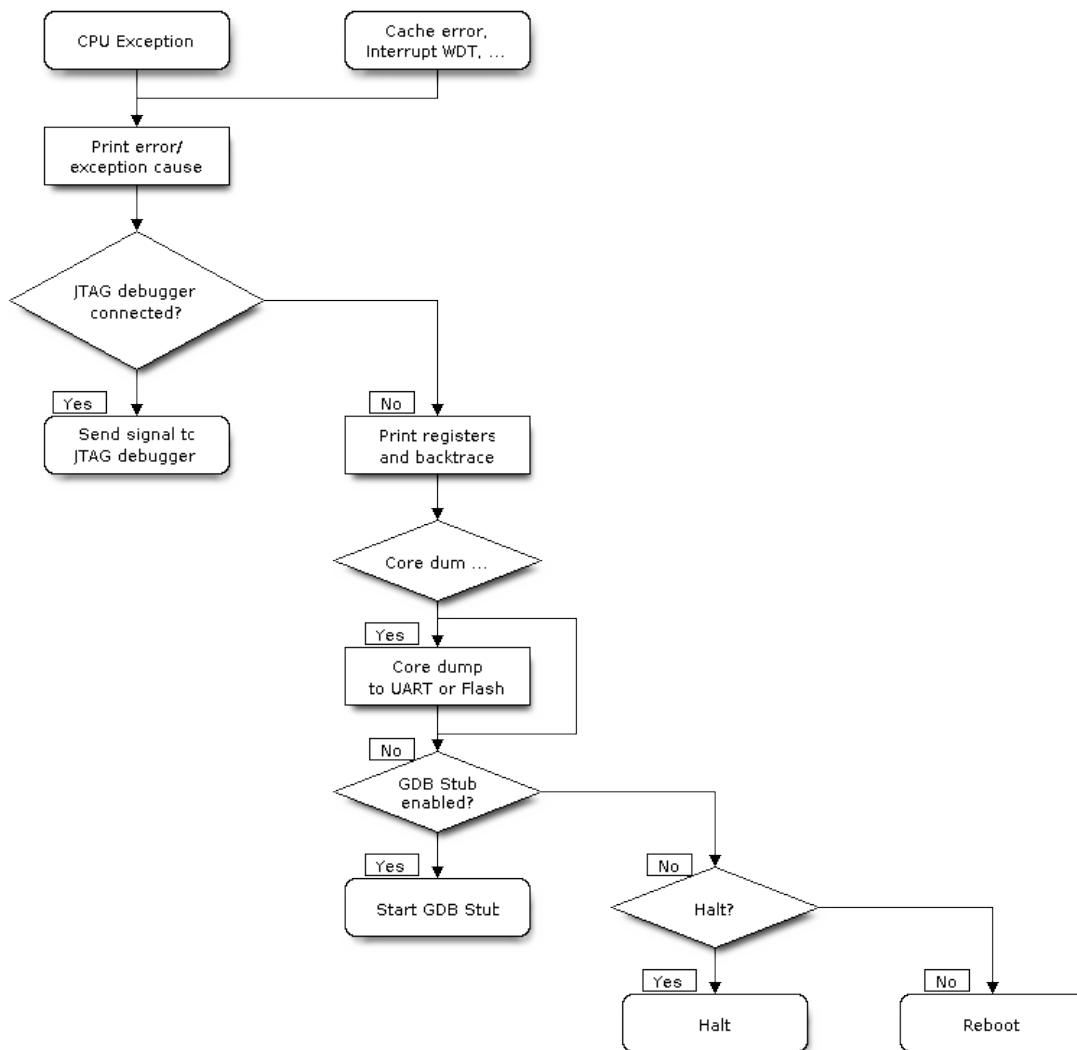 CPU Exception
Cache error,
Interrupt WDT, ...
Print error/
exception cause
JTAG debugger
connected?
Yes
Send signal to
JTAG debugger
No
Print registers
and backtrace
Core dum ...
Yes
Core dump
to UART or Flash
No
GDB Stub
enabled?
Yes
Start GDB Stub
No
Halt?
Yes
Halt
No
Reboot